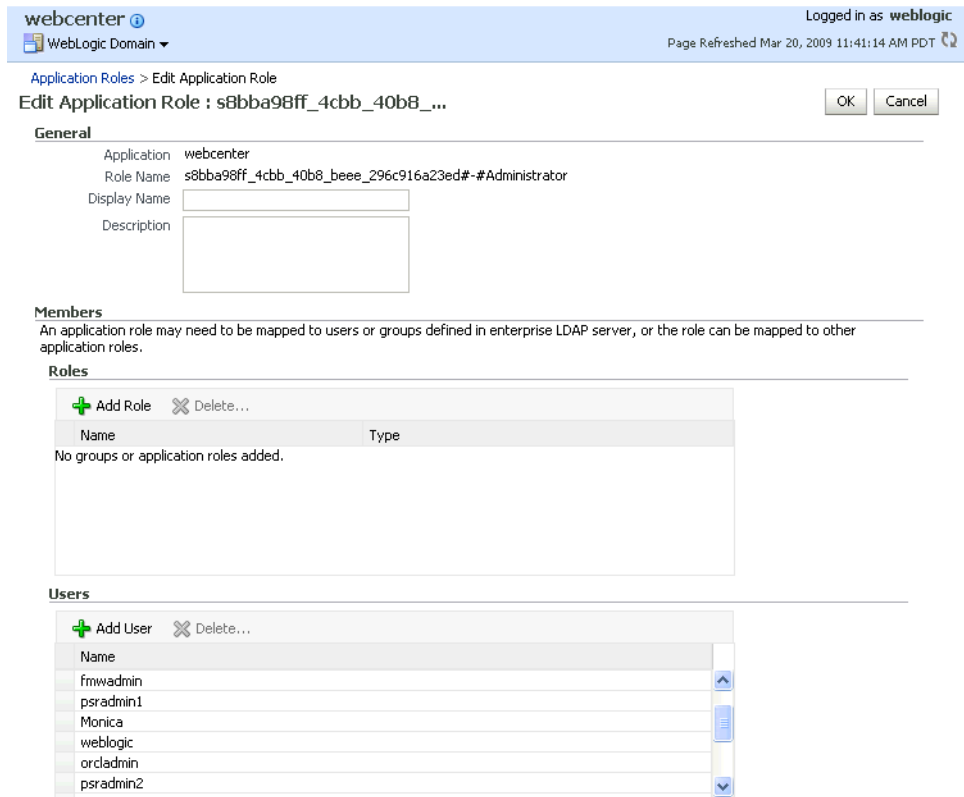 webcenter
Logged in as weblogic
WebLogic Domain
Page Refreshed Mar 20, 2009 11:41:14 AM PDT
Application Roles > Edit Application Role
Edit Application Role : s8bba98ff_4cbb_40b8_...
OK Cancel
General
Application webcenter
Role Name s8bba98ff_4cbb_40b8_beee_296c916a23ed#-#Administrator
Display Name
Description
Members
An application role may need to be mapped to users or groups defined in enterprise LDAP server, or the role can be mapped to other
application roles.
Roles
Add Role Delete...
Name Type
No groups or application roles added.
Users
Add User Delete...
Name
fmwadmin
psradmin1
Monica
weblogic
orcladmin
psradmin2